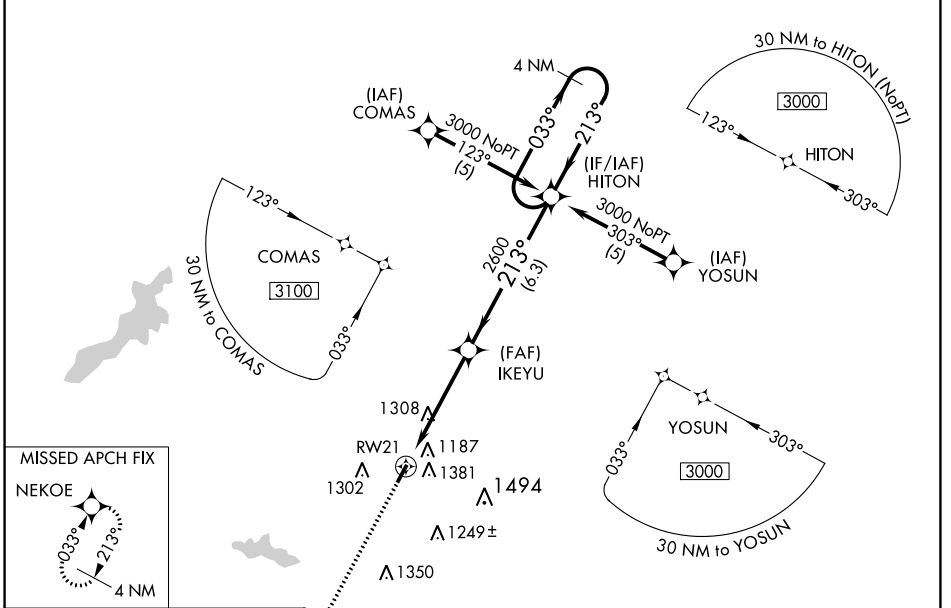 30 NM to HITON (NoPT)
3000
123°
HITON
303°
4 NM
033°
213°
(IAF)
COMAS
3000 NoPT
123°
(5)
(IF/IAF)
HITON
3000 NoPT
303°
(5)
(IAF)
YOSUN
123°
COMAS
3100
033°
30 NM to COMAS
2600
213°
(6.3)
(FAF)
IKEYU
1308
RW21
1187
1302
1381
1494
1249±
1350
YOSUN
303°
033°
3000
30 NM to YOSUN
MISSED APCH FIX
NEKOE
033°
213°
4 NM